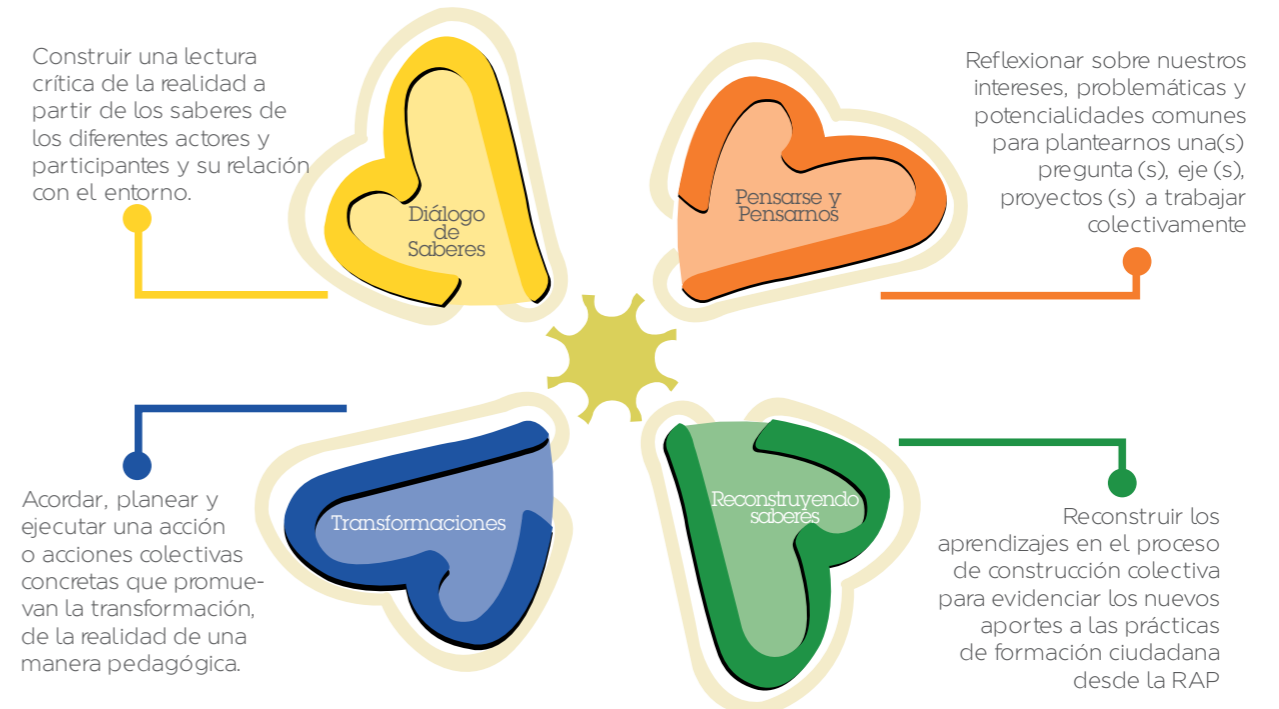 Construir una lectura
crítica de la realidad a
partir de los saberes de
los diferentes actores y
participantes y su relación
con el entorno.
Diálogo
de
Saberes
Pensarse y
Pensarnos
Reflexionar sobre nuestros
intereses, problemáticas y
potencialidades comunes
para plantearnos una(s)
pregunta (s), eje (s),
proyectos (s) a trabajar
colectivamente
Acordar, planear y
ejecutar una acción
o acciones colectivas
concretas que promue-
van la transformación,
de la realidad de una
manera pedagógica.
Transformaciones
Reconstruyendo
saberes
Reconstruir los
aprendizajes en el proceso
de construcción colectiva
para evidenciar los nuevos
aportes a las prácticas
de formación ciudadana
desde la RAP